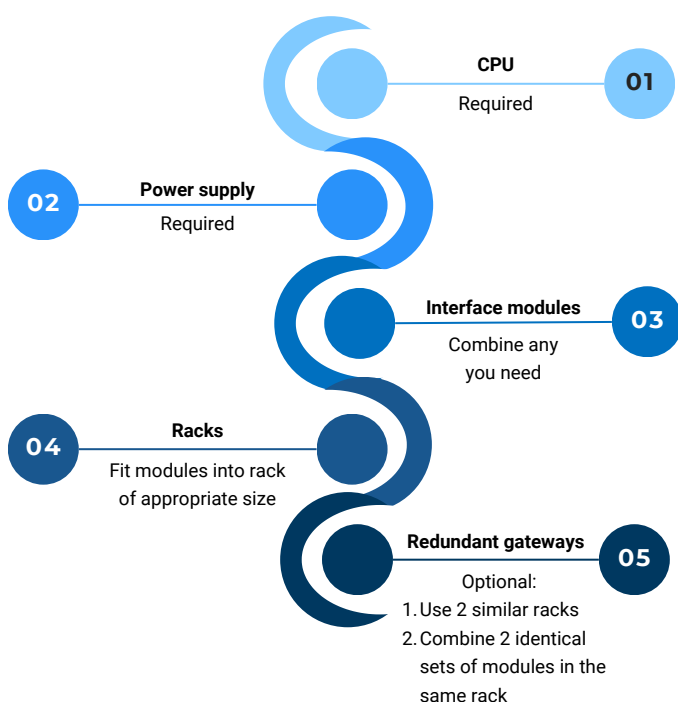 CPU
01
Required
02
Power supply
Required
Interface modules
03
Combine any
you need
04
Racks
Fit modules into rack
of appropriate size
Redundant gateways
05
Optional:
1. Use 2 similar racks
2. Combine 2 identical
sets of modules in the
same rack